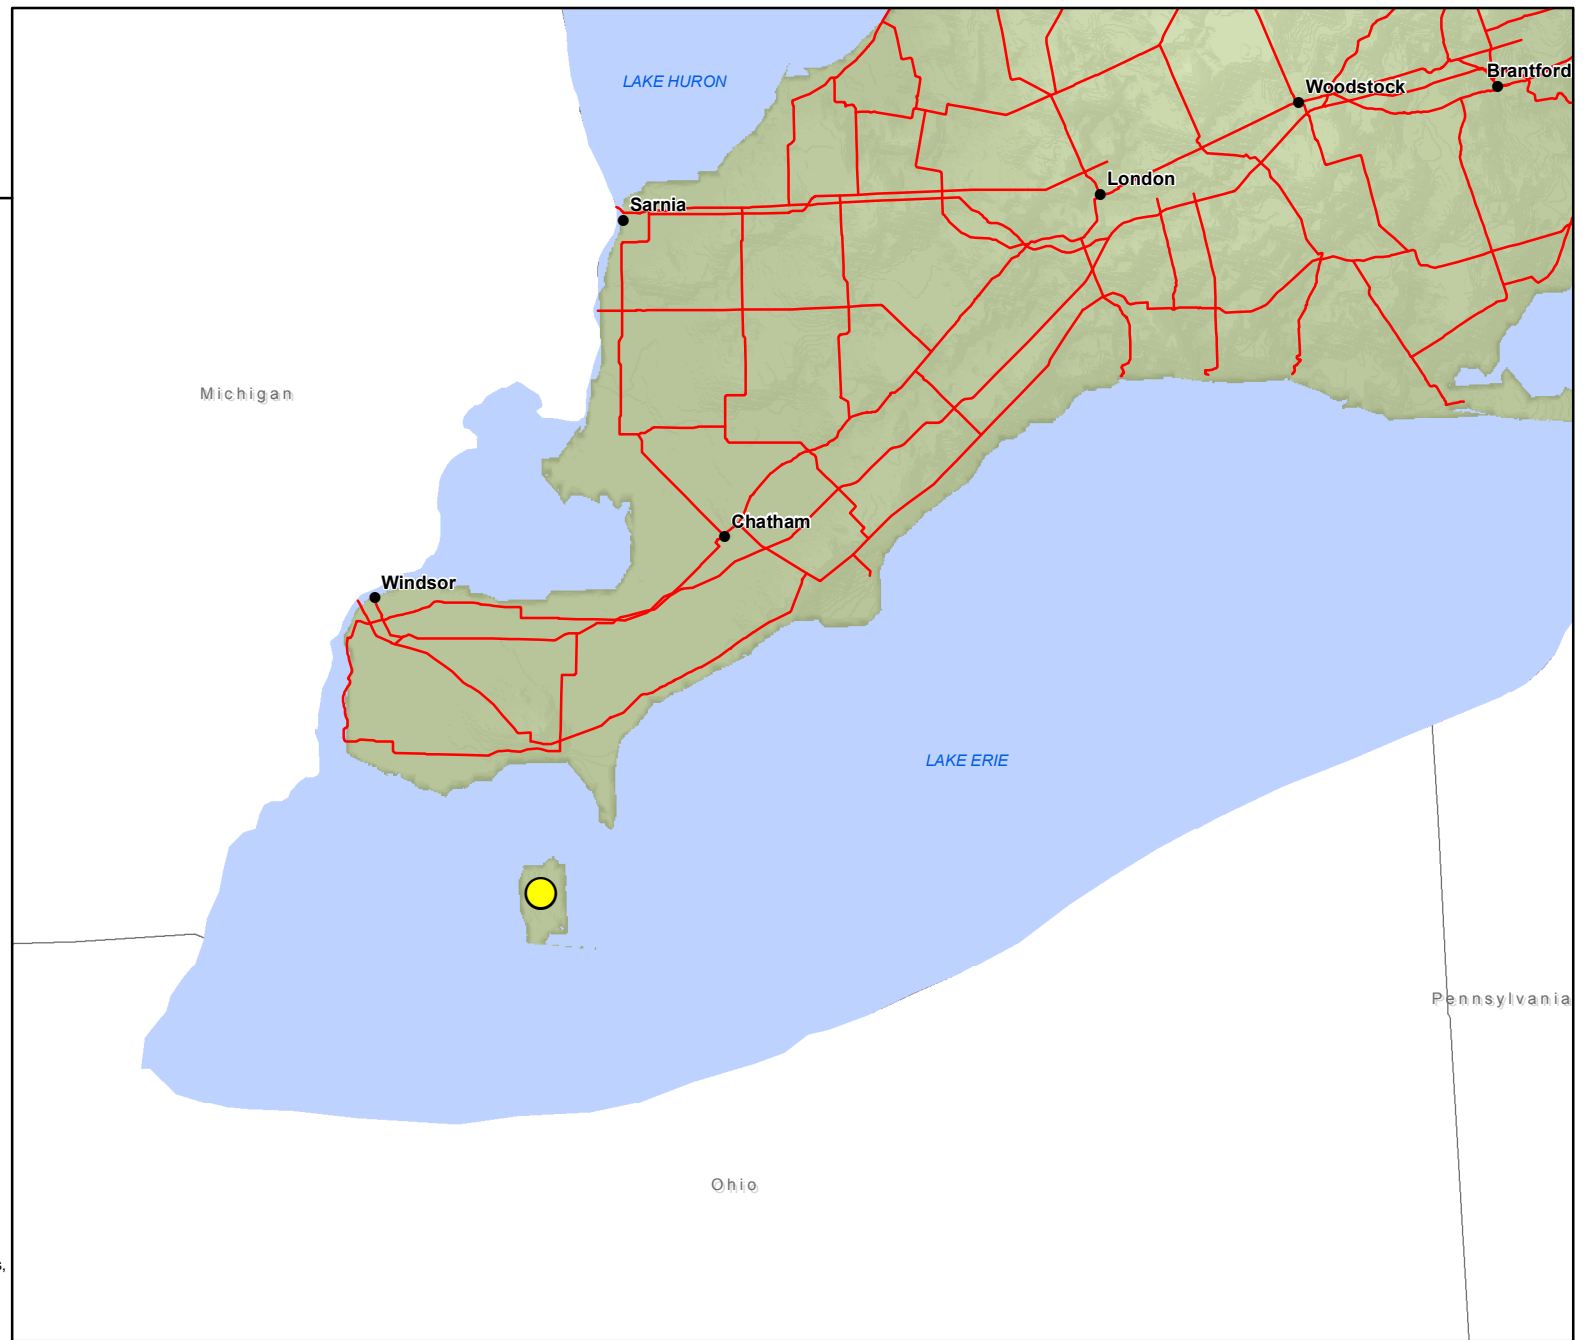 LAKE HURON
Brantford
Woodstock
London
Sarnia
Michigan
Chatham
Windsor
LAKE ERIE
Pennsylvania
Ohio
s,